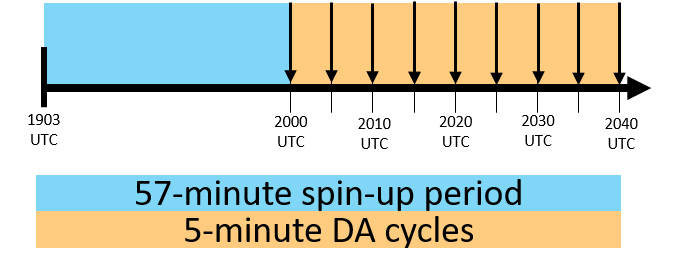 1903
UTC
2000
UTC
2010
UTC
2020
UTC
2030
UTC
2040
UTC
57-minute spin-up period
5-minute DA cycles